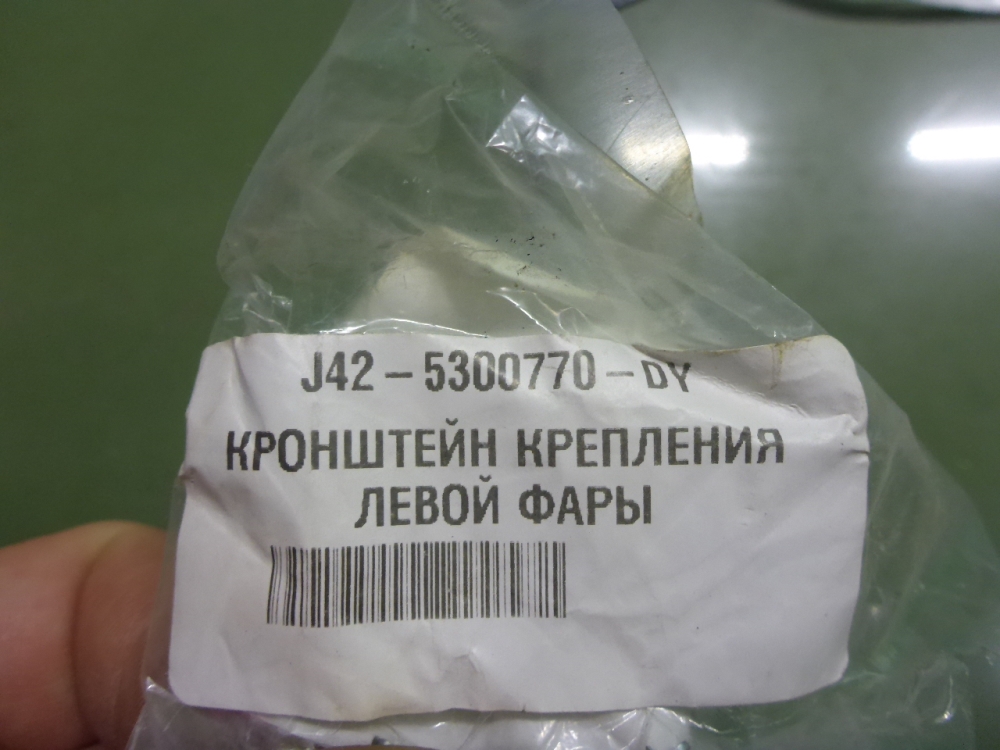 J42-5300770-DY
КРОНШТЕЙН КРЕПЛЕНИЯ
ЛЕВОЙ ФАРЫ